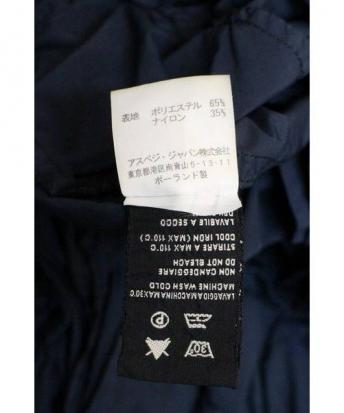 表地 ポリエステル 65%
ナイロン 35%
アスペジ・ジャパン株式会社
東京都港区南青山6-13-11
ポーランド製
LAVAGGIO MACCHINA MAX30°C
MACHINE WASH COLD
NON CANDEGGIARE
DO NOT BLEACH
STIRARE A MAX 110°C
COOL IRON (MAX 110°C)
LAVABILE A SECCO
30°
P